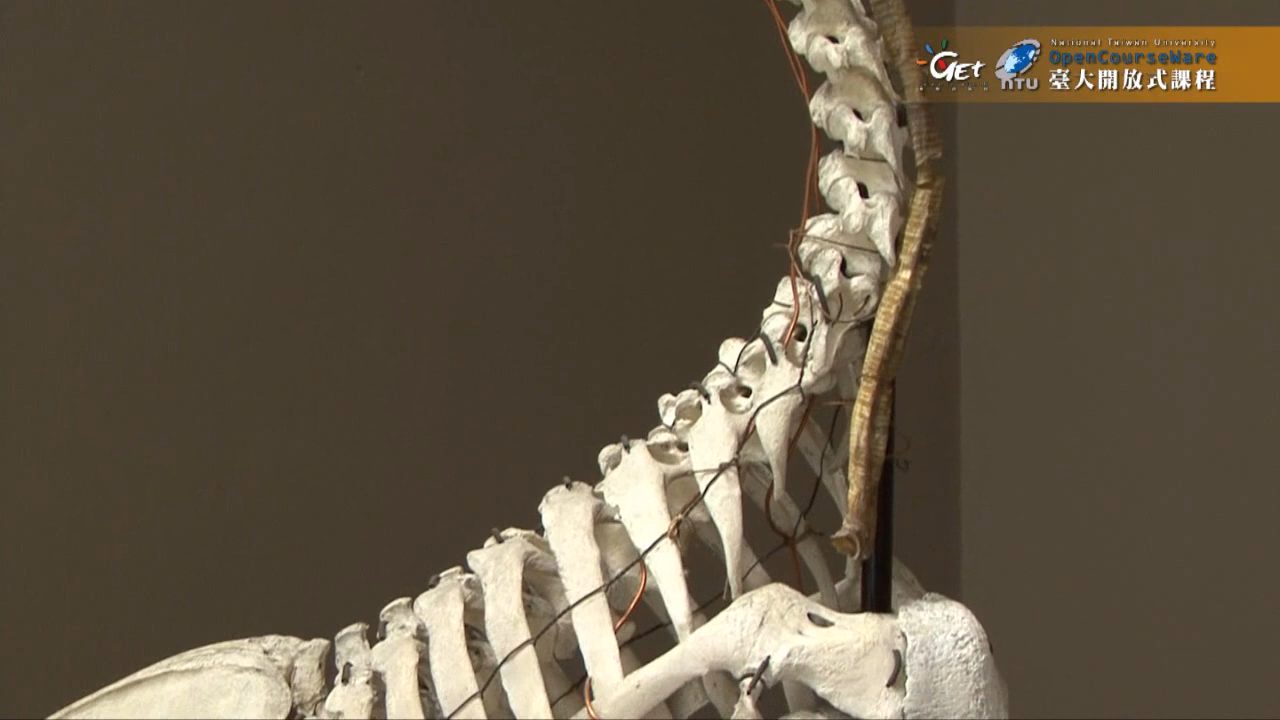 GET
NTU
National Taiwan University
OpenCourseWare
臺大開放式課程